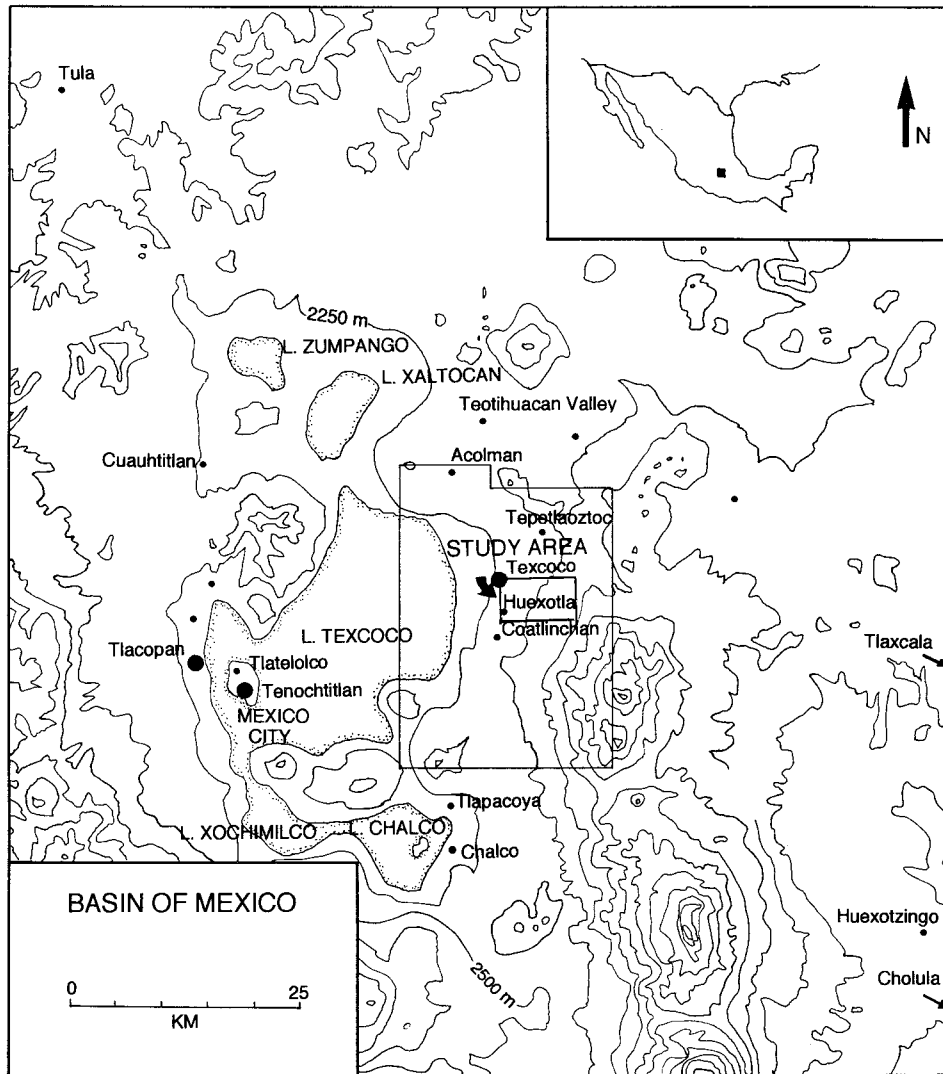 Tula
N
2250 m
L. ZUMPANGO
L. XALTOCAN
Teotihuacan Valley
Cuauhtitlan
Acolman
Tepetlaoztoc
STUDY AREA
Texcoco
Huexotla
L. TEXCOCO
Coatlinchan
Tlacopan
Tlatelolco
Tlaxcala
Tenochtitlan
MEXICO
CITY
Tlapacoya
L. XOCHIMILCO
L. CHALCO
Chalco
BASIN OF MEXICO
Huexotzingo
2500 m
Cholula
0 25
KM